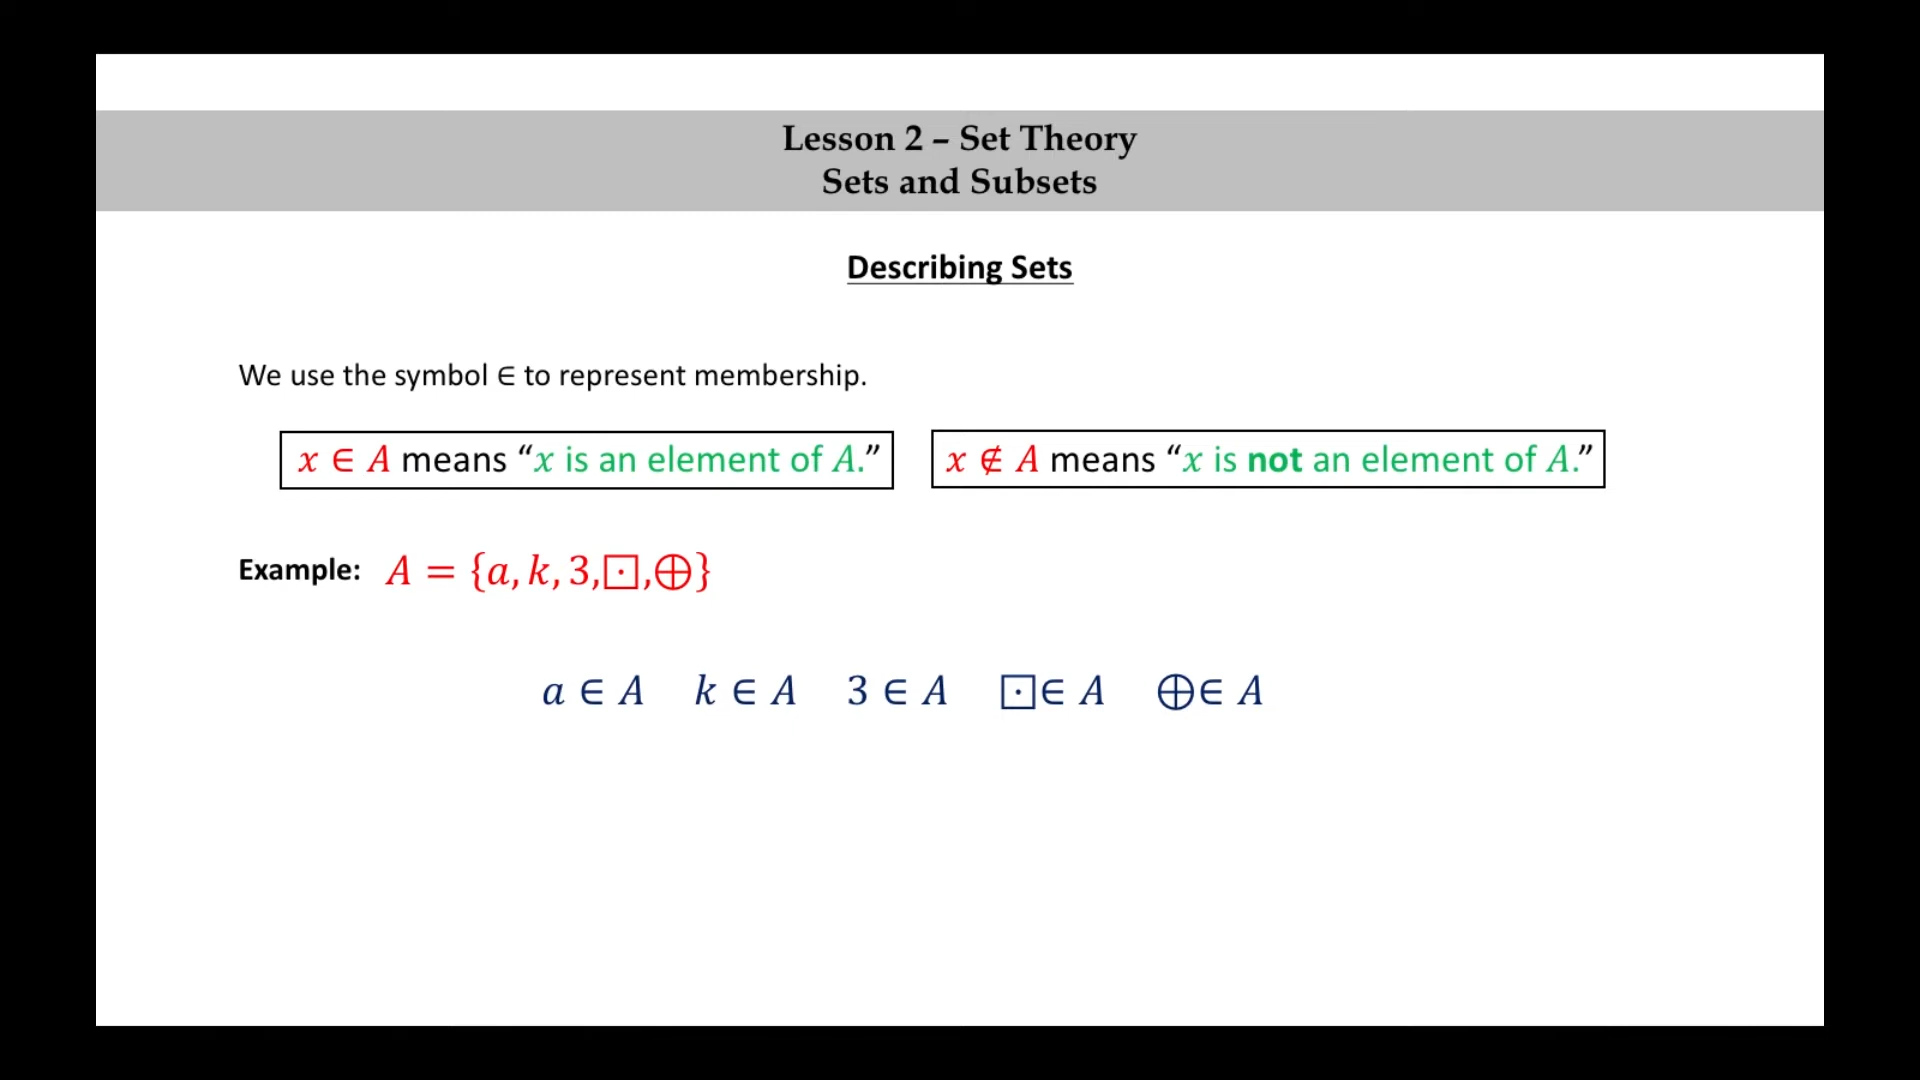 Lesson 2 – Set Theory
Sets and Subsets
Describing Sets
We use the symbol ∈ to represent membership.
x ∈ A means “x is an element of A.”
x ∉ A means “x is not an element of A.”
Example: A = {a, k, 3,⊡,⊕}
a ∈ A k ∈ A 3 ∈ A ⊡∈ A ⊕∈ A